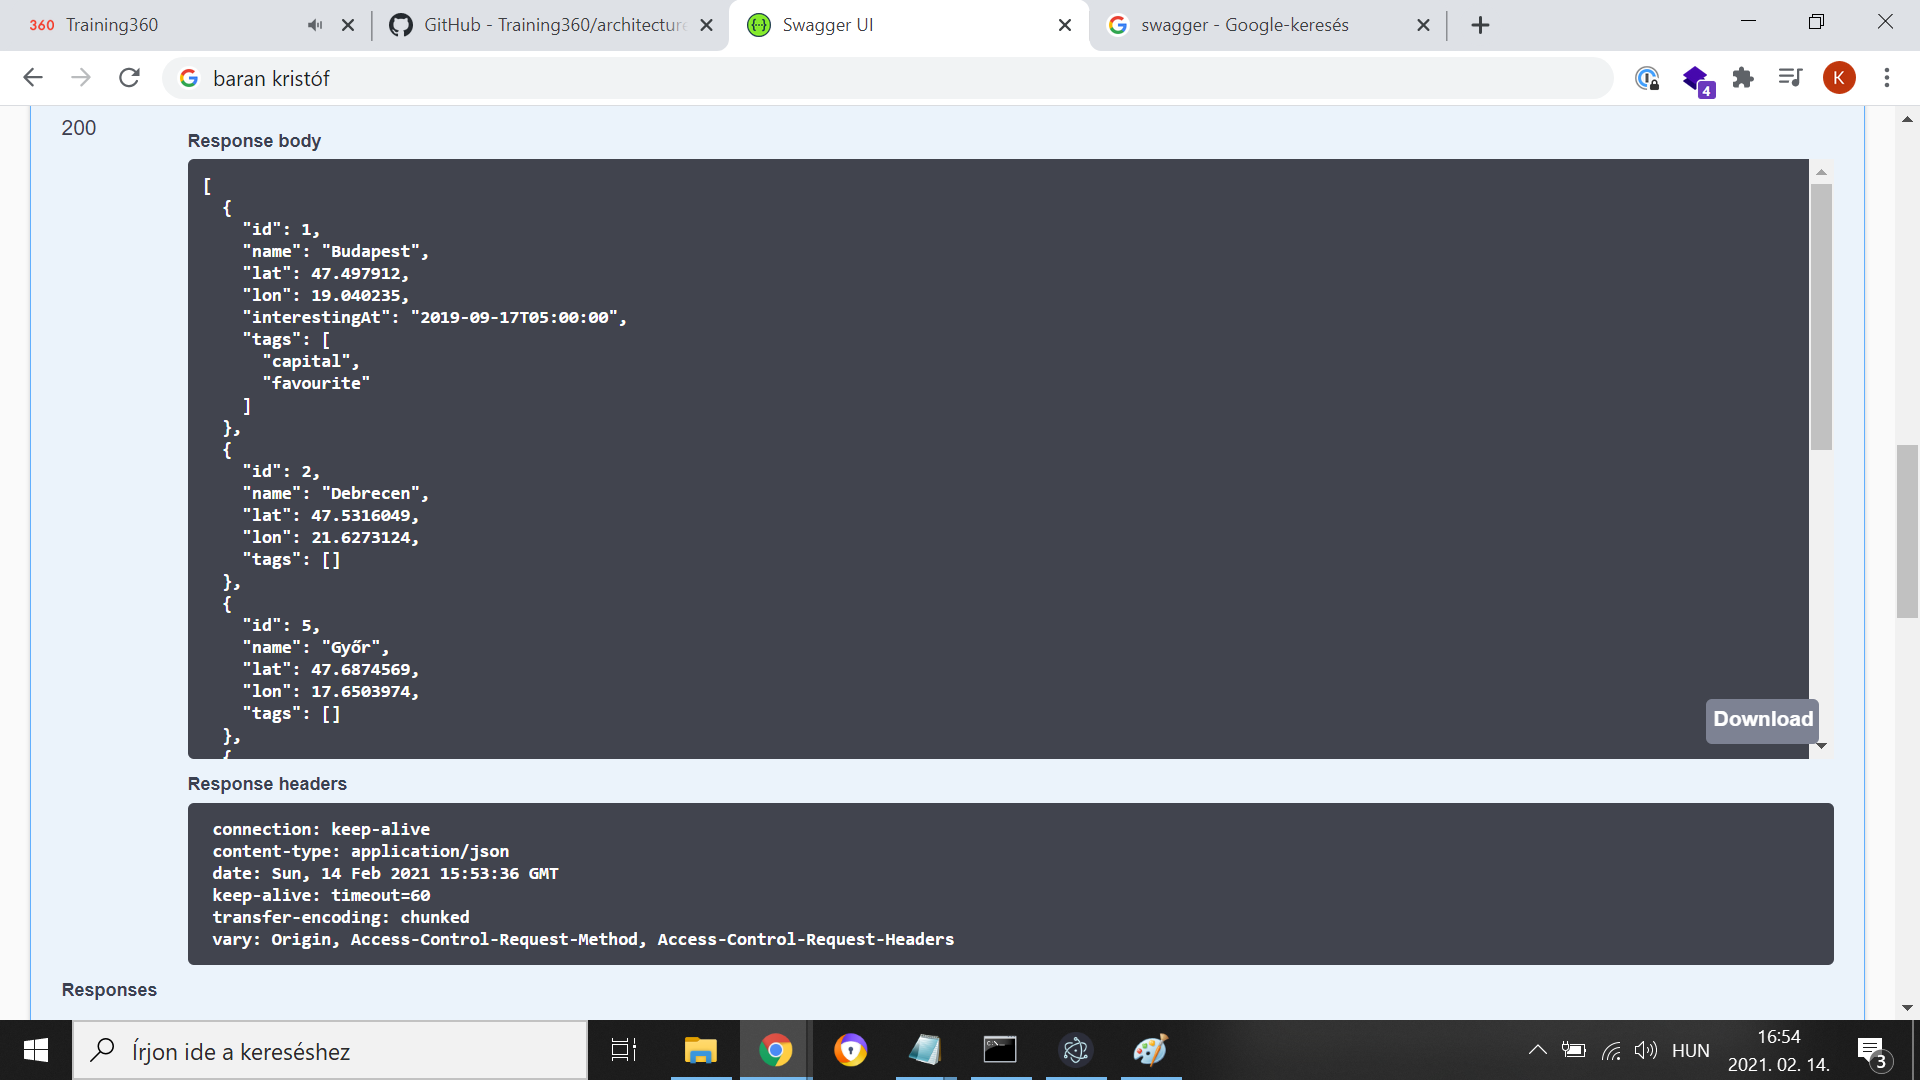 360 Training360
GitHub - Training360/architecture
Swagger UI
swagger - Google-keresés
baran kristóf
4
K
200
Response body
[
{
"id": 1,
"name": "Budapest",
"lat": 47.497912,
"lon": 19.040235,
"interestingAt": "2019-09-17T05:00:00",
"tags": [
"capital",
"favourite"
]
},
{
"id": 2,
"name": "Debrecen",
"lat": 47.5316049,
"lon": 21.6273124,
"tags": []
},
{
"id": 5,
"name": "Győr",
"lat": 47.6874569,
"lon": 17.6503974,
"tags": []
},
{
Download
Response headers
connection: keep-alive
content-type: application/json
date: Sun, 14 Feb 2021 15:53:36 GMT
keep-alive: timeout=60
transfer-encoding: chunked
vary: Origin, Access-Control-Request-Method, Access-Control-Request-Headers
Responses
Írjon ide a kereséshez
HUN
16:54
2021. 02. 14.
3